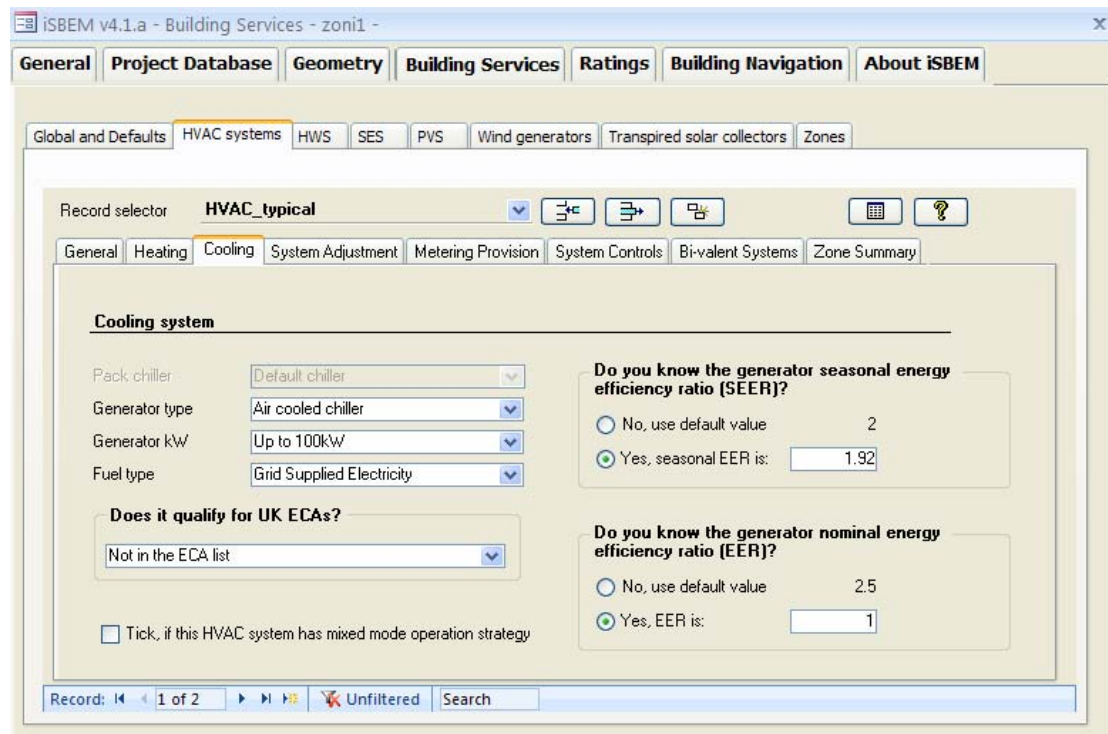 iSBEM v4.1.a - Building Services - zoni1 -
General Project Database Geometry Building Services Ratings Building Navigation About iSBEM
Global and Defaults HVAC systems HWS SES PVS Wind generators Transpired solar collectors Zones
Record selector HVAC_typical
General Heating Cooling System Adjustment Metering Provision System Controls Bi-valent Systems Zone Summary
Cooling system
Pack chiller Default chiller
Generator type Air cooled chiller
Generator kW Up to 100kW
Fuel type Grid Supplied Electricity
Does it qualify for UK ECAs?
Not in the ECA list
Tick, if this HVAC system has mixed mode operation strategy
Do you know the generator seasonal energy
efficiency ratio (SEER)?
No, use default value 2
Yes, seasonal EER is: 1.92
Do you know the generator nominal energy
efficiency ratio (EER)?
No, use default value 2.5
Yes, EER is: 1
Record: 1 of 2 Unfiltered Search